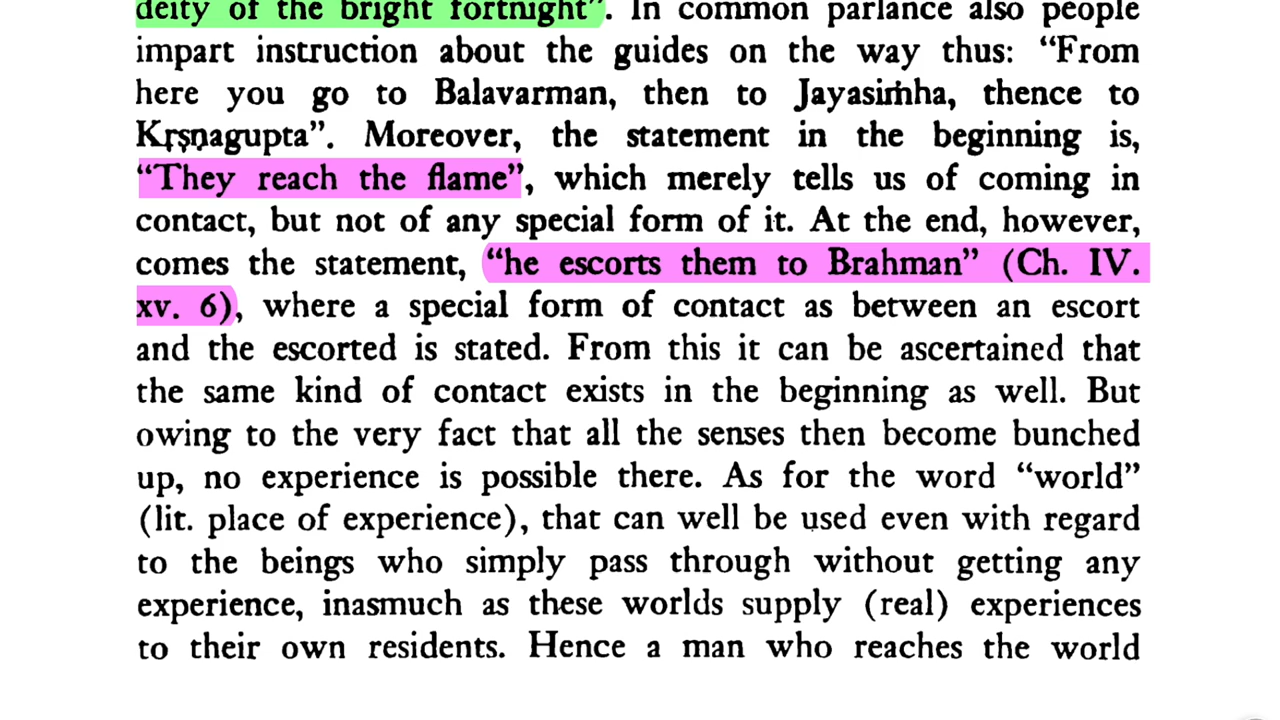 deity of the bright fortnight”. In common parlance also people
impart instruction about the guides on the way thus: “From
here you go to Balavarman, then to Jayasiṁha, thence to
Kṛṣṇagupta”. Moreover, the statement in the beginning is,
“They reach the flame”, which merely tells us of coming in
contact, but not of any special form of it. At the end, however,
comes the statement, “he escorts them to Brahman” (Ch. IV.
xv. 6), where a special form of contact as between an escort
and the escorted is stated. From this it can be ascertained that
the same kind of contact exists in the beginning as well. But
owing to the very fact that all the senses then become bunched
up, no experience is possible there. As for the word “world”
(lit. place of experience), that can well be used even with regard
to the beings who simply pass through without getting any
experience, inasmuch as these worlds supply (real) experiences
to their own residents. Hence a man who reaches the world